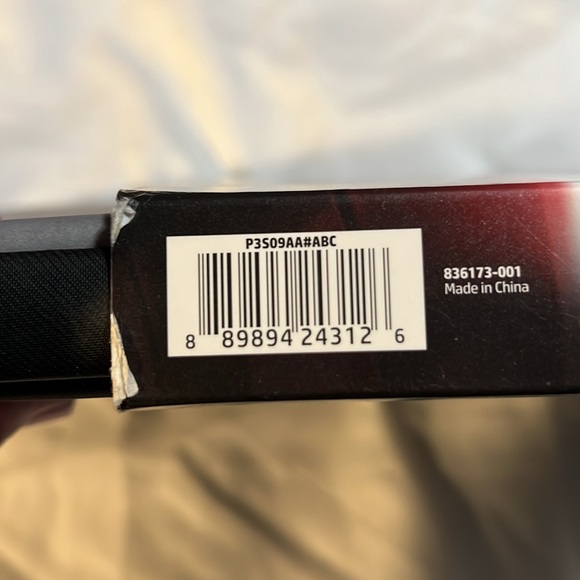 P3S09AA#ABC
8 89894 24312 6
836173-001
Made in China